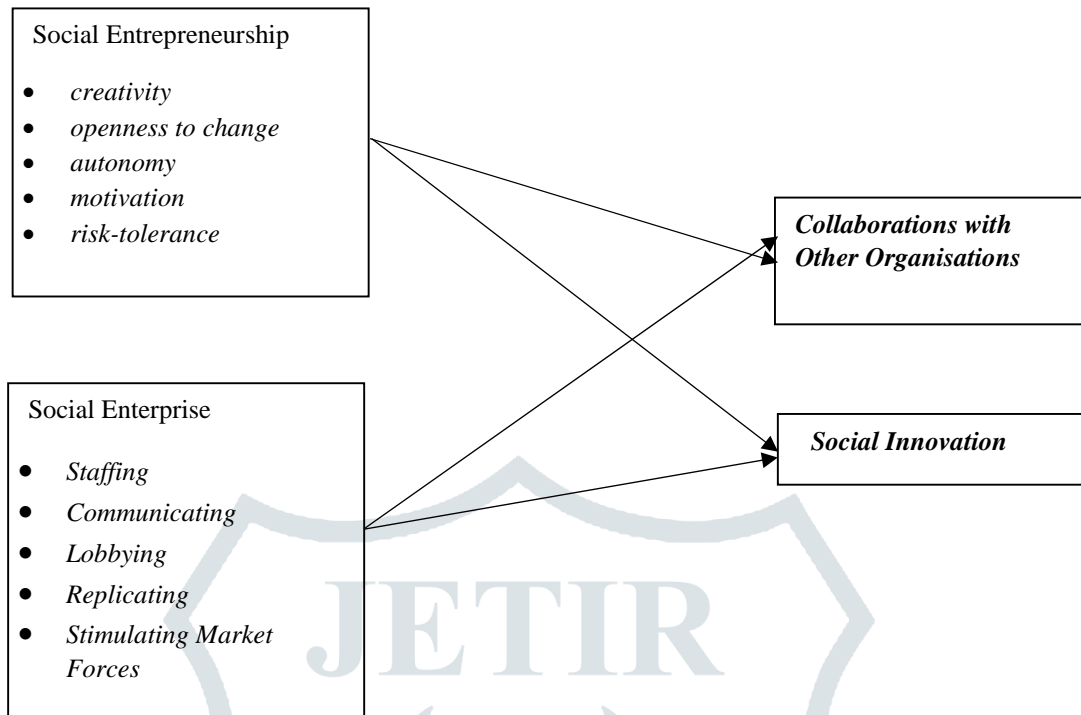 Social Entrepreneurship
• creativity
• openness to change
• autonomy
• motivation
• risk-tolerance
Collaborations with
Other Organisations
Social Enterprise
• Staffing
• Communicating
• Lobbying
• Replicating
• Stimulating Market
Forces
Social Innovation
JETIR